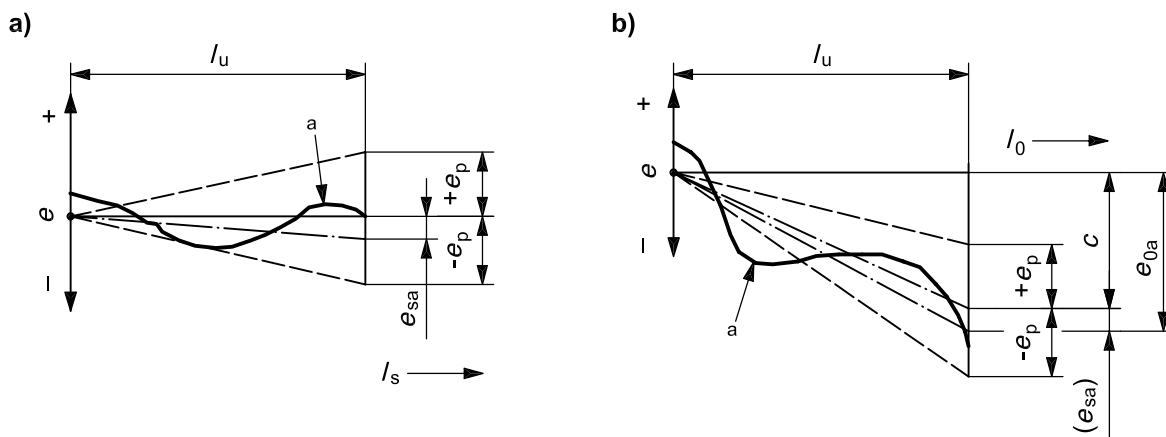 a)
l_u
+
e
–
a
+e_p
-e_p
e_sa
l_s
b)
l_u
+
e
–
a
l_0
+e_p
-e_p
c
e_0a
(e_sa)